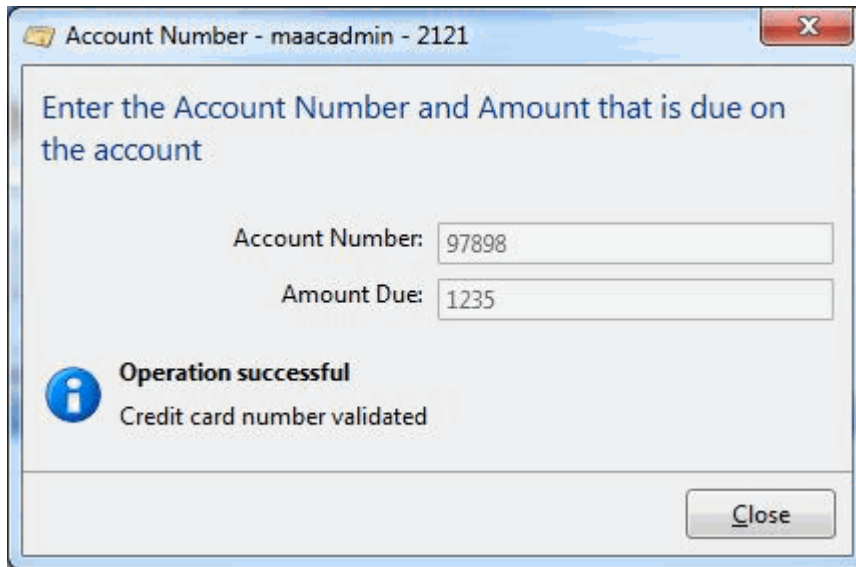 Account Number - maacadmin - 2121
Enter the Account Number and Amount that is due on
the account
Account Number: 97898
Amount Due: 1235
Operation successful
Credit card number validated
Close